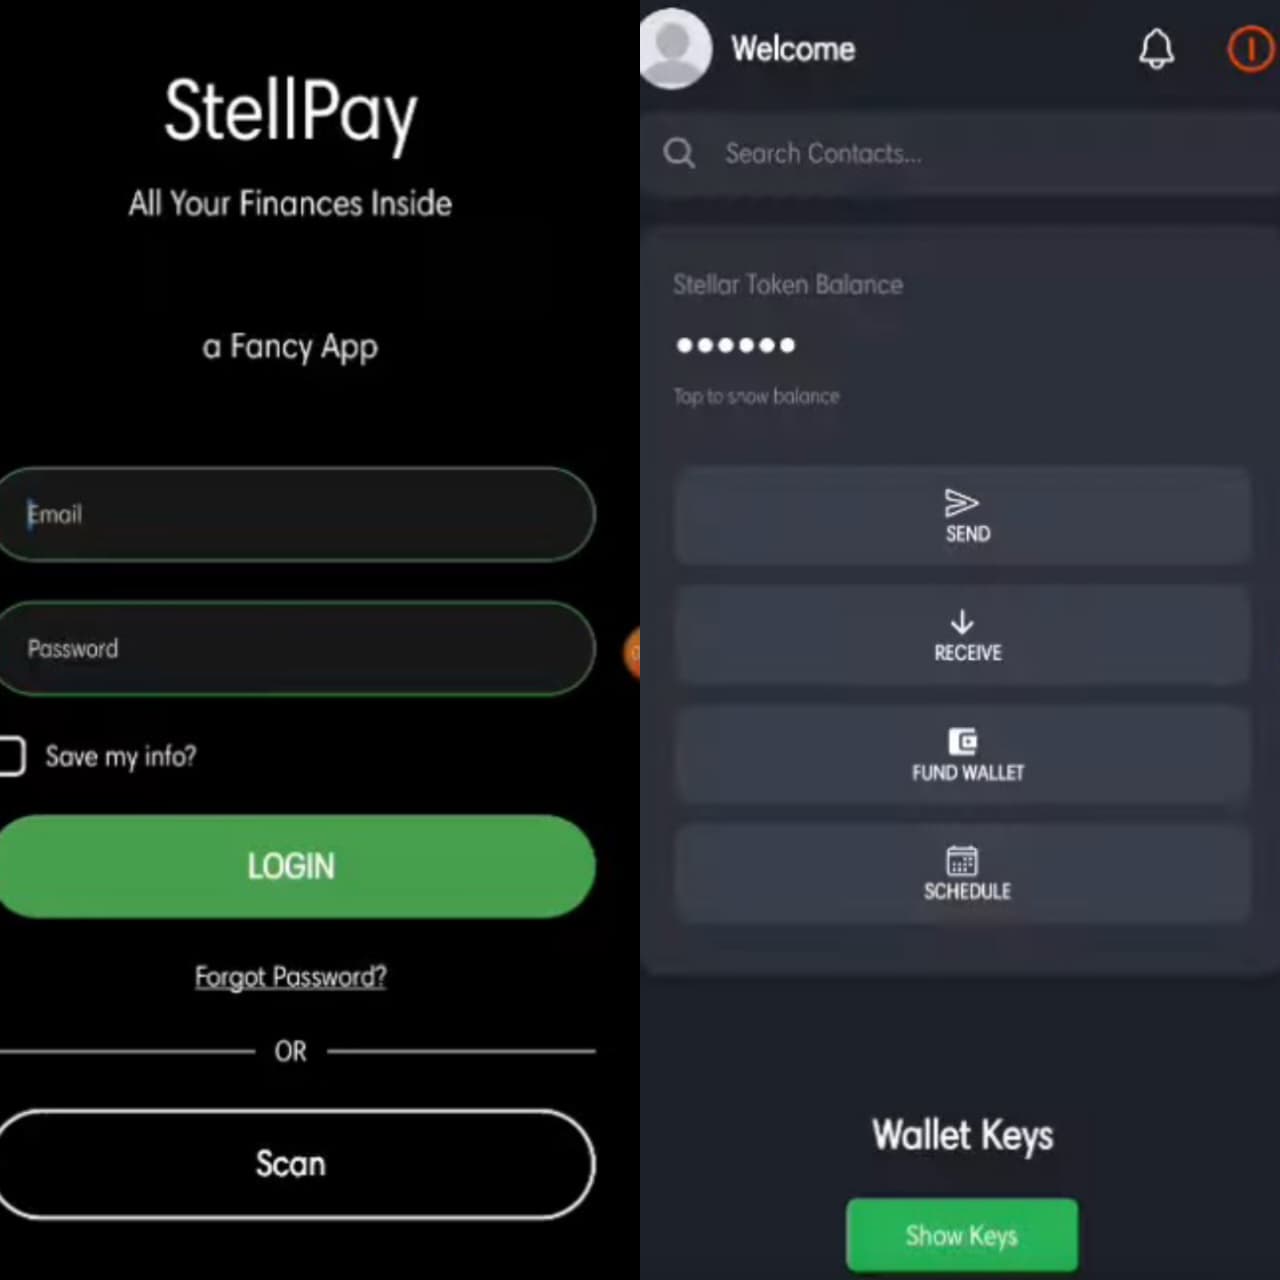 StellPay
All Your Finances Inside
a Fancy App
Email
Password
Save my info?
LOGIN
Forgot Password?
OR
Scan
Welcome
Search Contacts...
Stellar Token Balance
Tap to show balance
SEND
RECEIVE
FUND WALLET
SCHEDULE
Wallet Keys
Show Keys